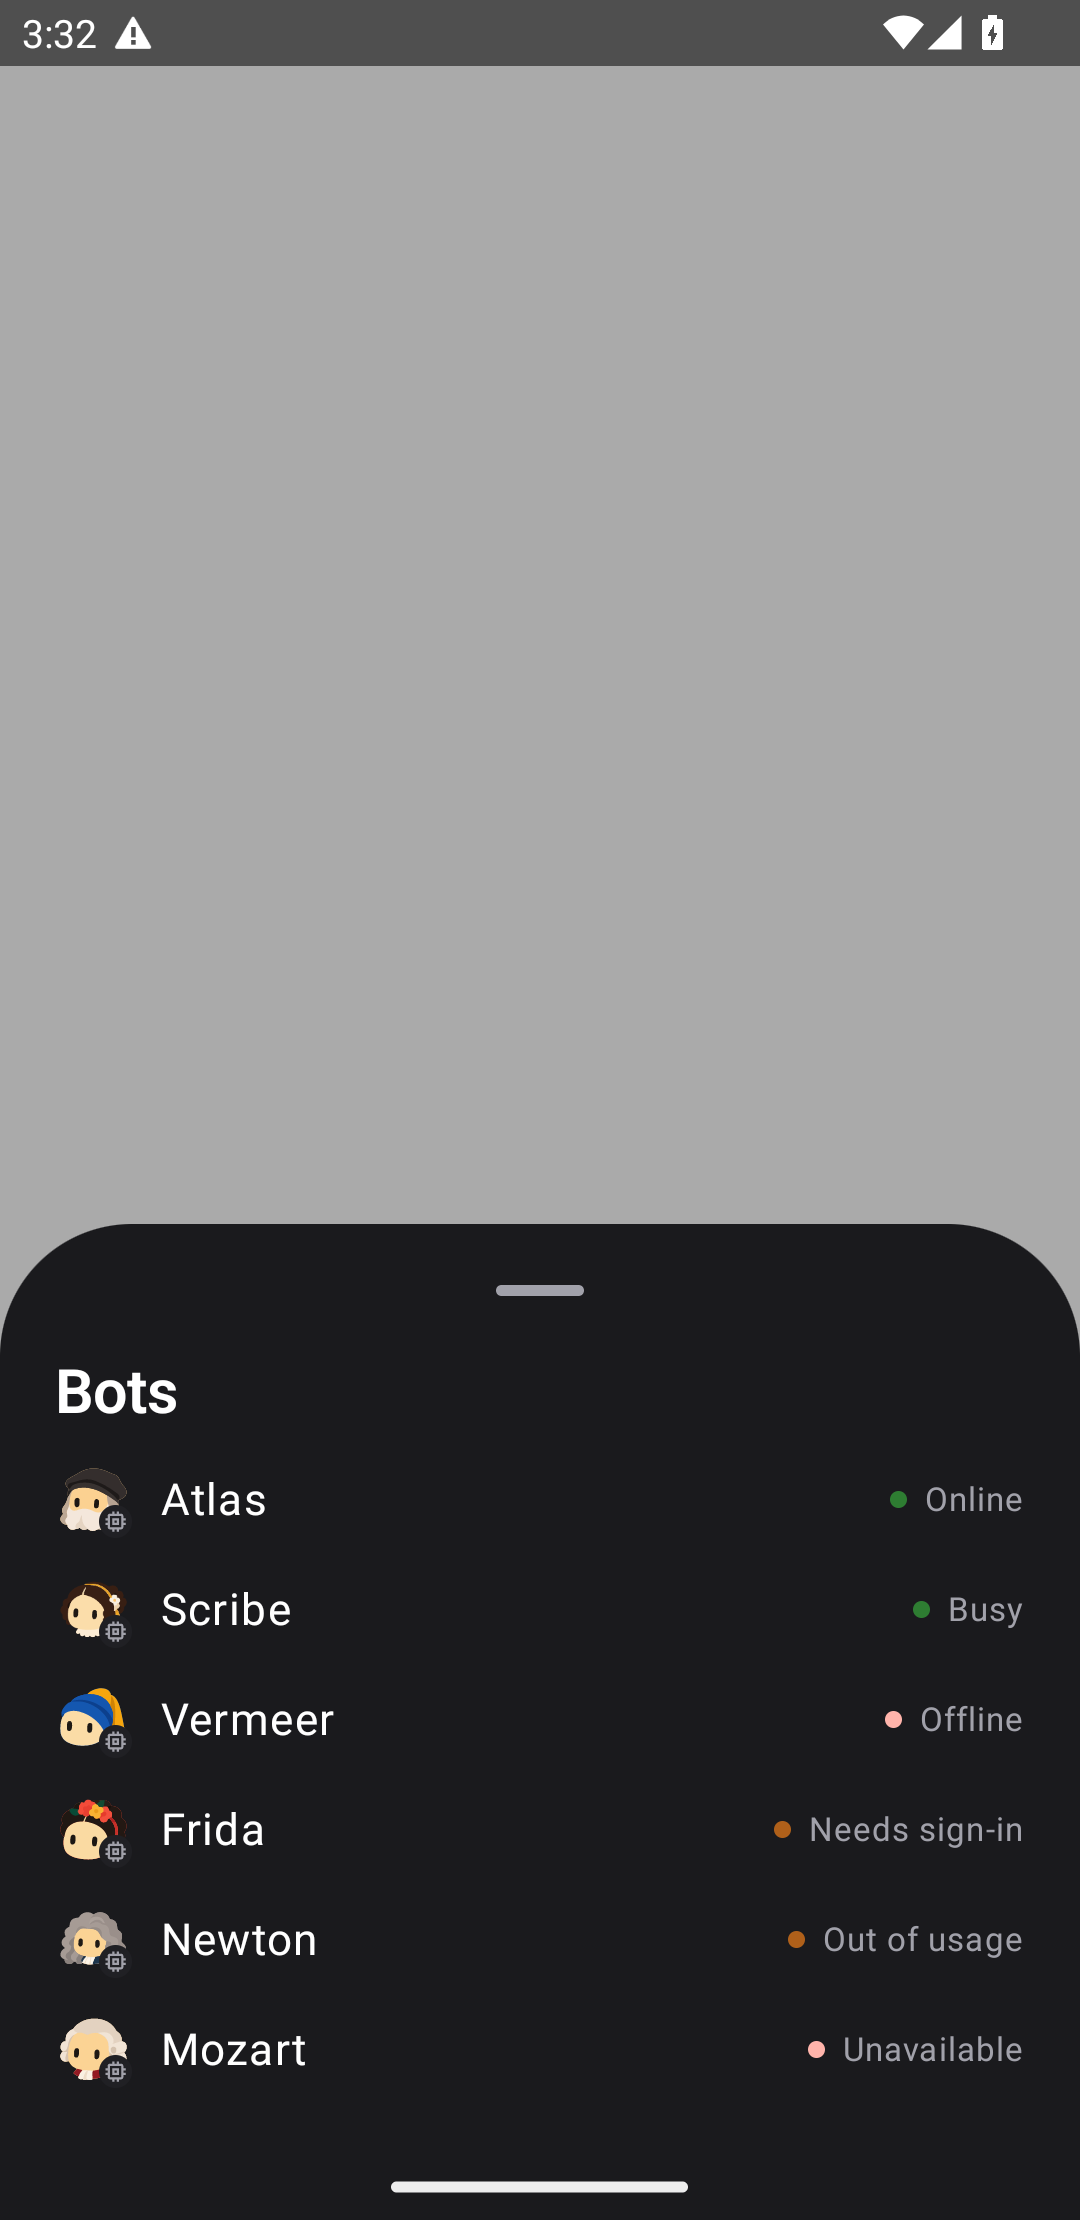 3:32
Bots
Atlas
Online
Scribe
Busy
Vermeer
Offline
Frida
Needs sign-in
Newton
Out of usage
Mozart
Unavailable